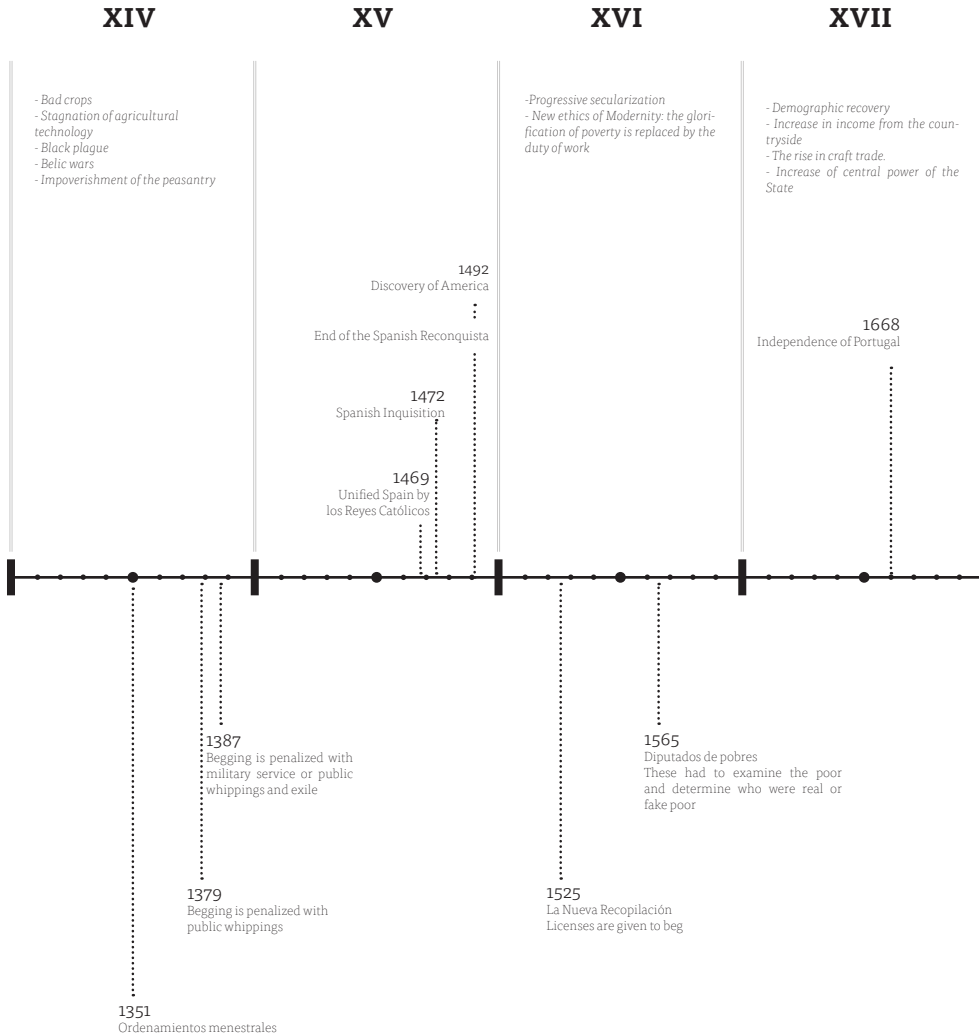 XIV
XV
XVI
XVII
- Bad crops
- Stagnation of agricultural
technology
- Black plague
- Belic wars
- Impoverishment of the peasantry
-Progressive secularization
- New ethics of Modernity: the glori-
fication of poverty is replaced by the
duty of work
- Demographic recovery
- Increase in income from the coun-
tryside
- The rise in craft trade.
- Increase of central power of the
State
1492
Discovery of America
End of the Spanish Reconquista
1472
Spanish Inquisition
1469
Unified Spain by
los Reyes Católicos
1668
Independence of Portugal
1387
Begging is penalized with
military service or public
whippings and exile
1379
Begging is penalized with
public whippings
1351
Ordenamientos menestrales
1565
Diputados de pobres
These had to examine the poor
and determine who were real or
fake poor
1525
La Nueva Recopilación
Licenses are given to beg